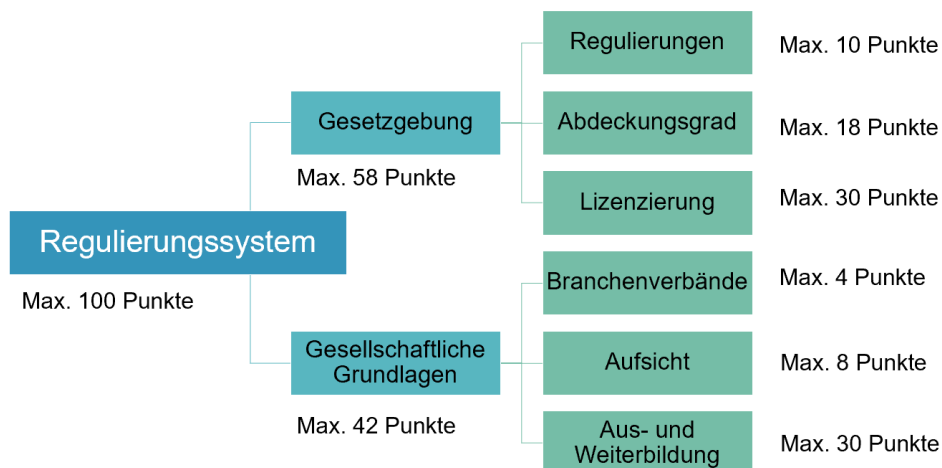 Regulierungssystem
Max. 100 Punkte
Gesetzgebung
Max. 58 Punkte
Regulierungen
Max. 10 Punkte
Abdeckungsgrad
Max. 18 Punkte
Lizenzierung
Max. 30 Punkte
Gesellschaftliche
Grundlagen
Max. 42 Punkte
Branchenverbände
Max. 4 Punkte
Aufsicht
Max. 8 Punkte
Aus- und
Weiterbildung
Max. 30 Punkte